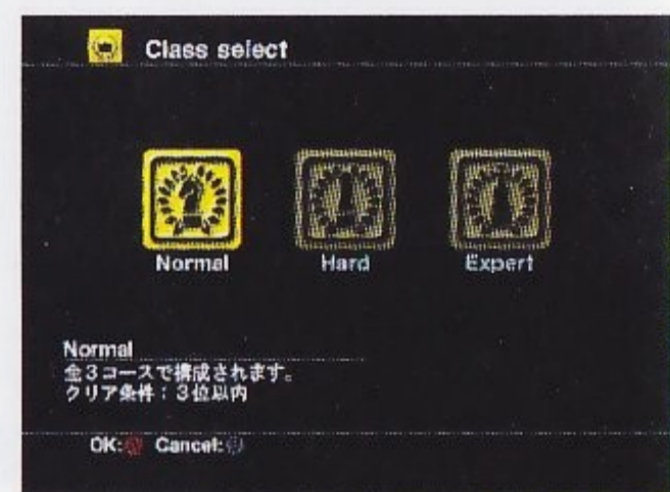 Class select
Normal Hard Expert
Normal
全3コースで構成されます。
クリア条件：3位以内
OK: Cancel: